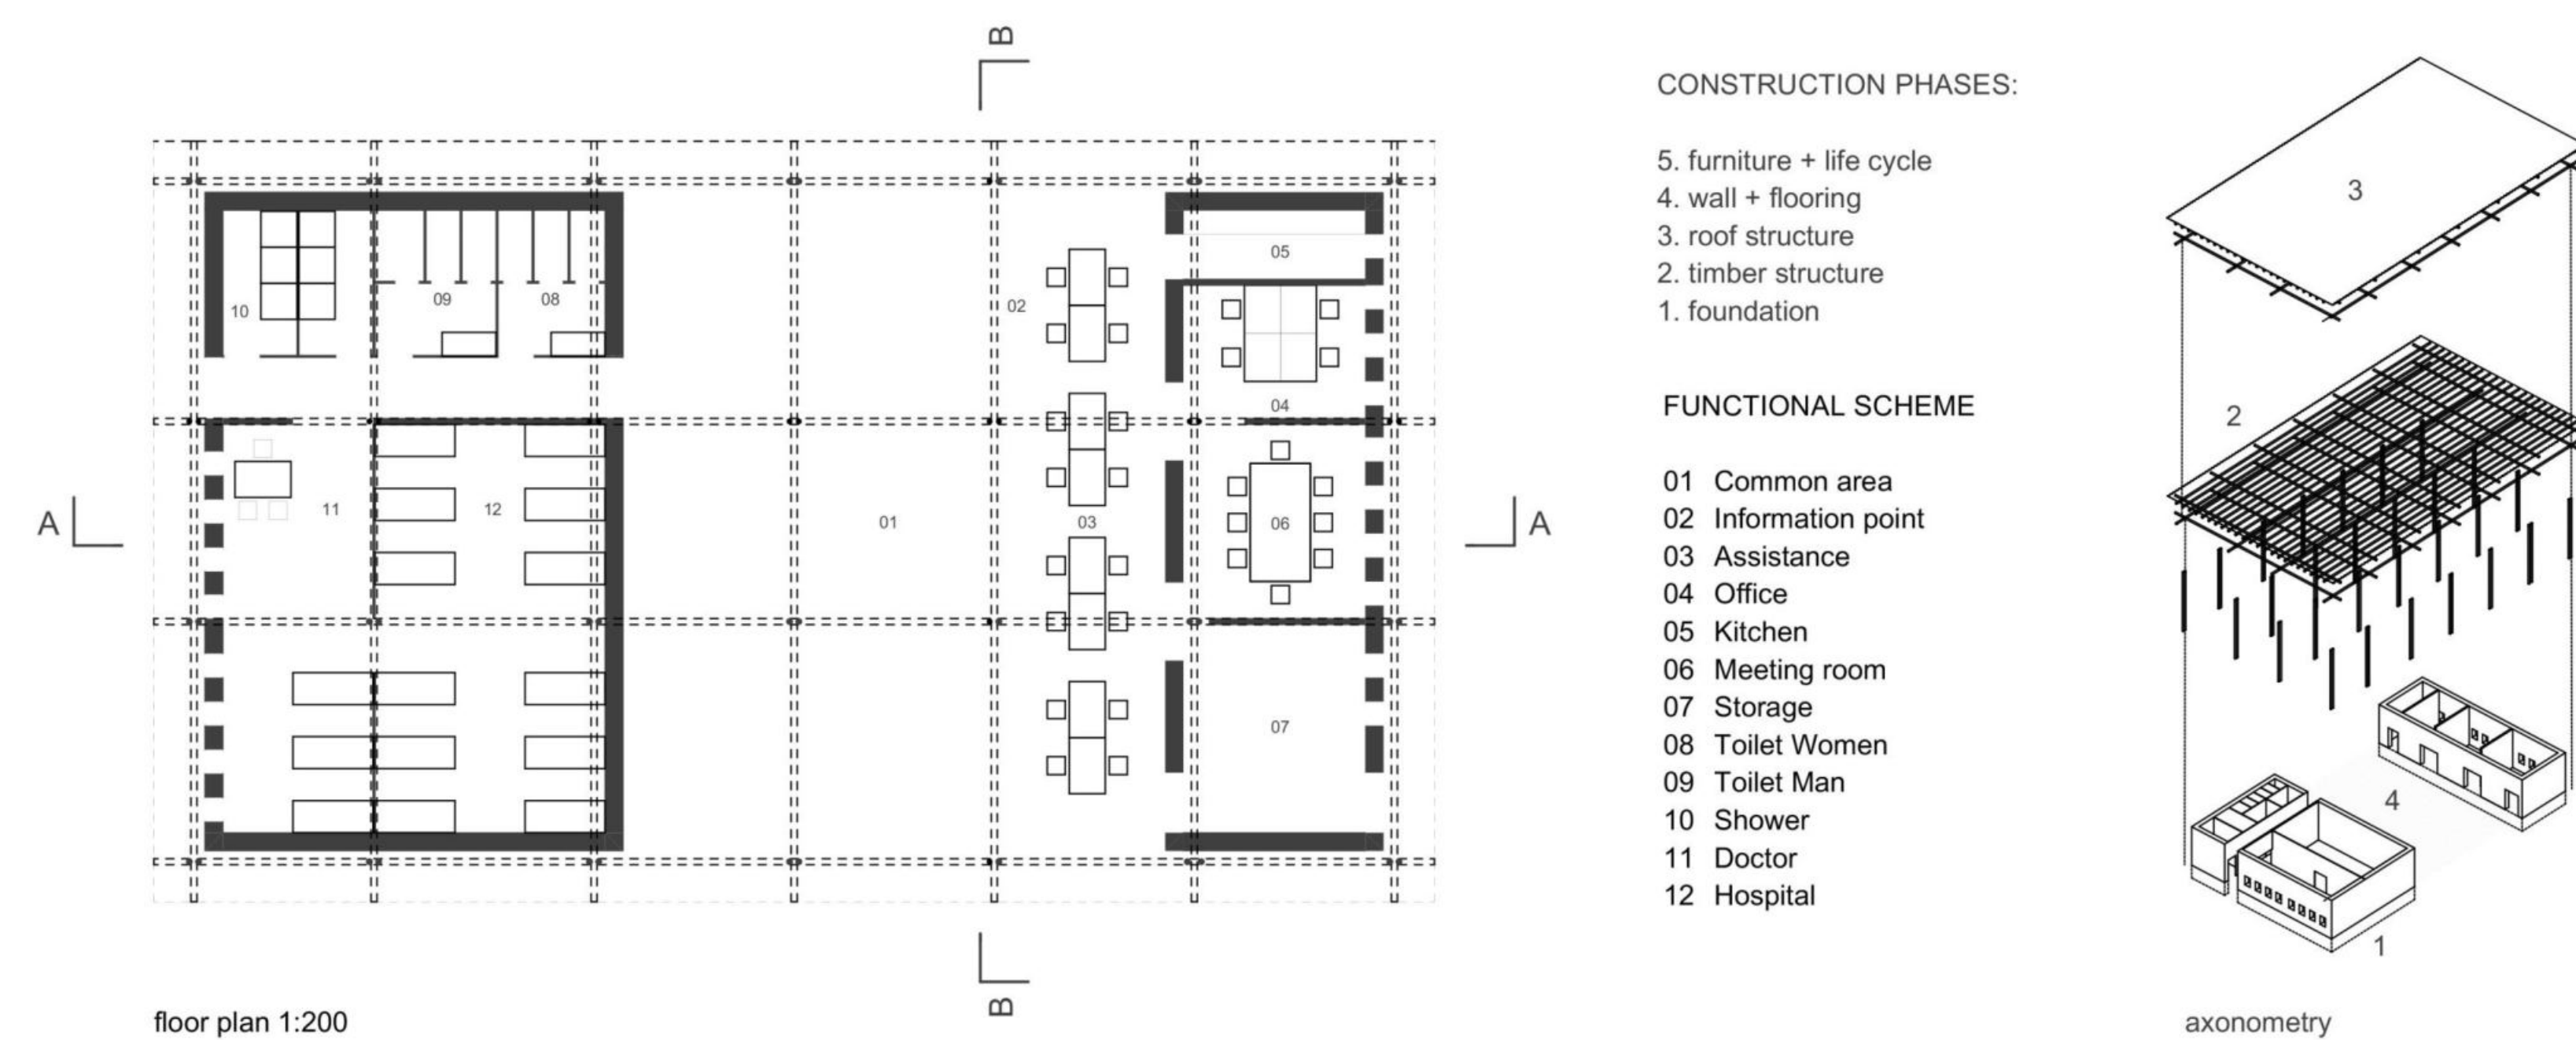 B
05
02
10
09
08
04
A
11
12
01
03
06
A
07
B
floor plan 1:200
CONSTRUCTION PHASES:
5. furniture + life cycle
4. wall + flooring
3. roof structure
2. timber structure
1. foundation
FUNCTIONAL SCHEME
01 Common area
02 Information point
03 Assistance
04 Office
05 Kitchen
06 Meeting room
07 Storage
08 Toilet Women
09 Toilet Man
10 Shower
11 Doctor
12 Hospital
3
2
4
1
axonometry